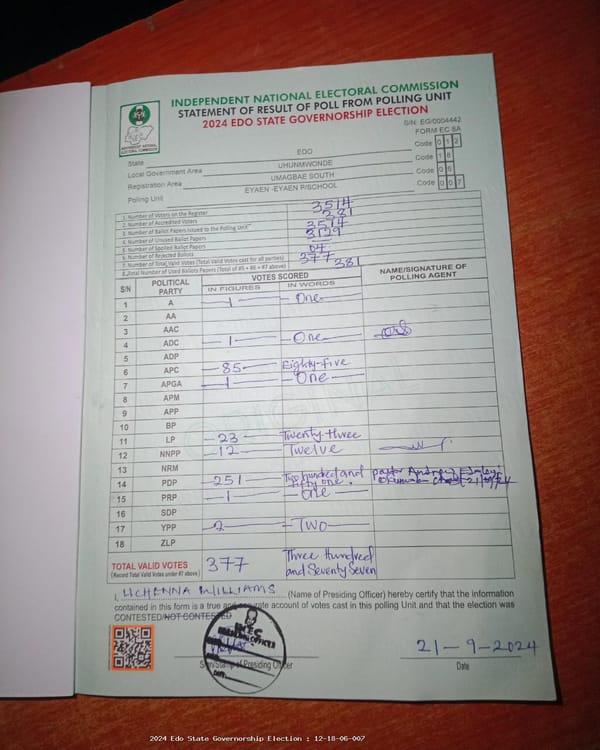 INDEPENDENT NATIONAL ELECTORAL COMMISSION
STATEMENT OF RESULT OF POLL FROM POLLING UNIT
2024 EDO STATE GOVERNORSHIP ELECTION
S/N: EG/0004442
FORM EC 8A
INDEPENDENT NATIONAL ELECTORAL COMMISSION
State EDO Code 0 1 2
Local Government Area UHUNMWONDE Code 1 8
Registration Area UMAGBAE SOUTH Code 0 6
Polling Unit EYAEN -EYAEN P/SCHOOL Code 0 0 7
1. Number of Voters on the Register 3514
2. Number of Accredited Voters 381
3. Number of Ballot Papers Issued to the Polling Unit 3514
4. Number of Unused Ballot Papers
5. Number of Spoiled Ballot Papers
6. Number of Rejected Ballots 04
7. Number of Total Valid Votes (Total Valid Votes cast for all parties) 377
8. Total Number of Used Ballots Papers (Total of #5 + #6 + #7 above) 381
S/N POLITICAL PARTY VOTES SCORED NAME/SIGNATURE OF POLLING AGENT
IN FIGURES IN WORDS
1 A 1 One
2 AA
3 AAC
4 ADC 1 One
5 ADP
6 APC 85 Eighty-five
7 APGA 1 One
8 APM
9 APP
10 BP
11 LP 23 Twenty three
12 NNPP 12 Twelve
13 NRM
14 PDP 251 Two hundred and fifty one. pastor
15 PRP 1 one
16 SDP
17 YPP 2 Two
18 ZLP
TOTAL VALID VOTES 377 Three Hundred and Seventy Seven
(Record Total Valid Votes under #7 above)
I, UCHENNA WILLIAMS (Name of Presiding Officer) hereby certify that the information
contained in this form is a true and accurate account of votes cast in this polling Unit and that the election was
CONTESTED/NOT CONTESTED
INEC
PRESIDING OFFICER
DATE
Sign/Stamp of Presiding Officer
21-9-2024
Date
ORIGINAL
2024 Edo State Governorship Election : 12-18-06-007